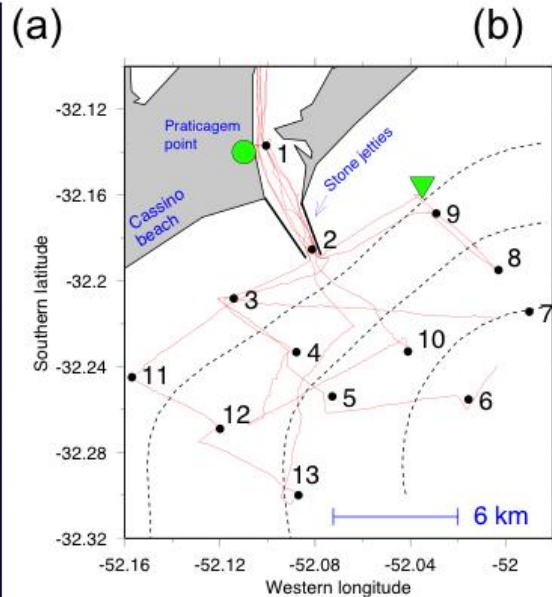 (a)
(b)
-32.12
-32.16
-32.2
-32.24
-32.28
-32.32
Southern latitude
-52.16
-52.12
-52.08
-52.04
-52
Western longitude
Praticagem
point
Stone jetties
Cassino
beach
1
2
9
8
7
3
4
10
11
5
6
12
13
6 km